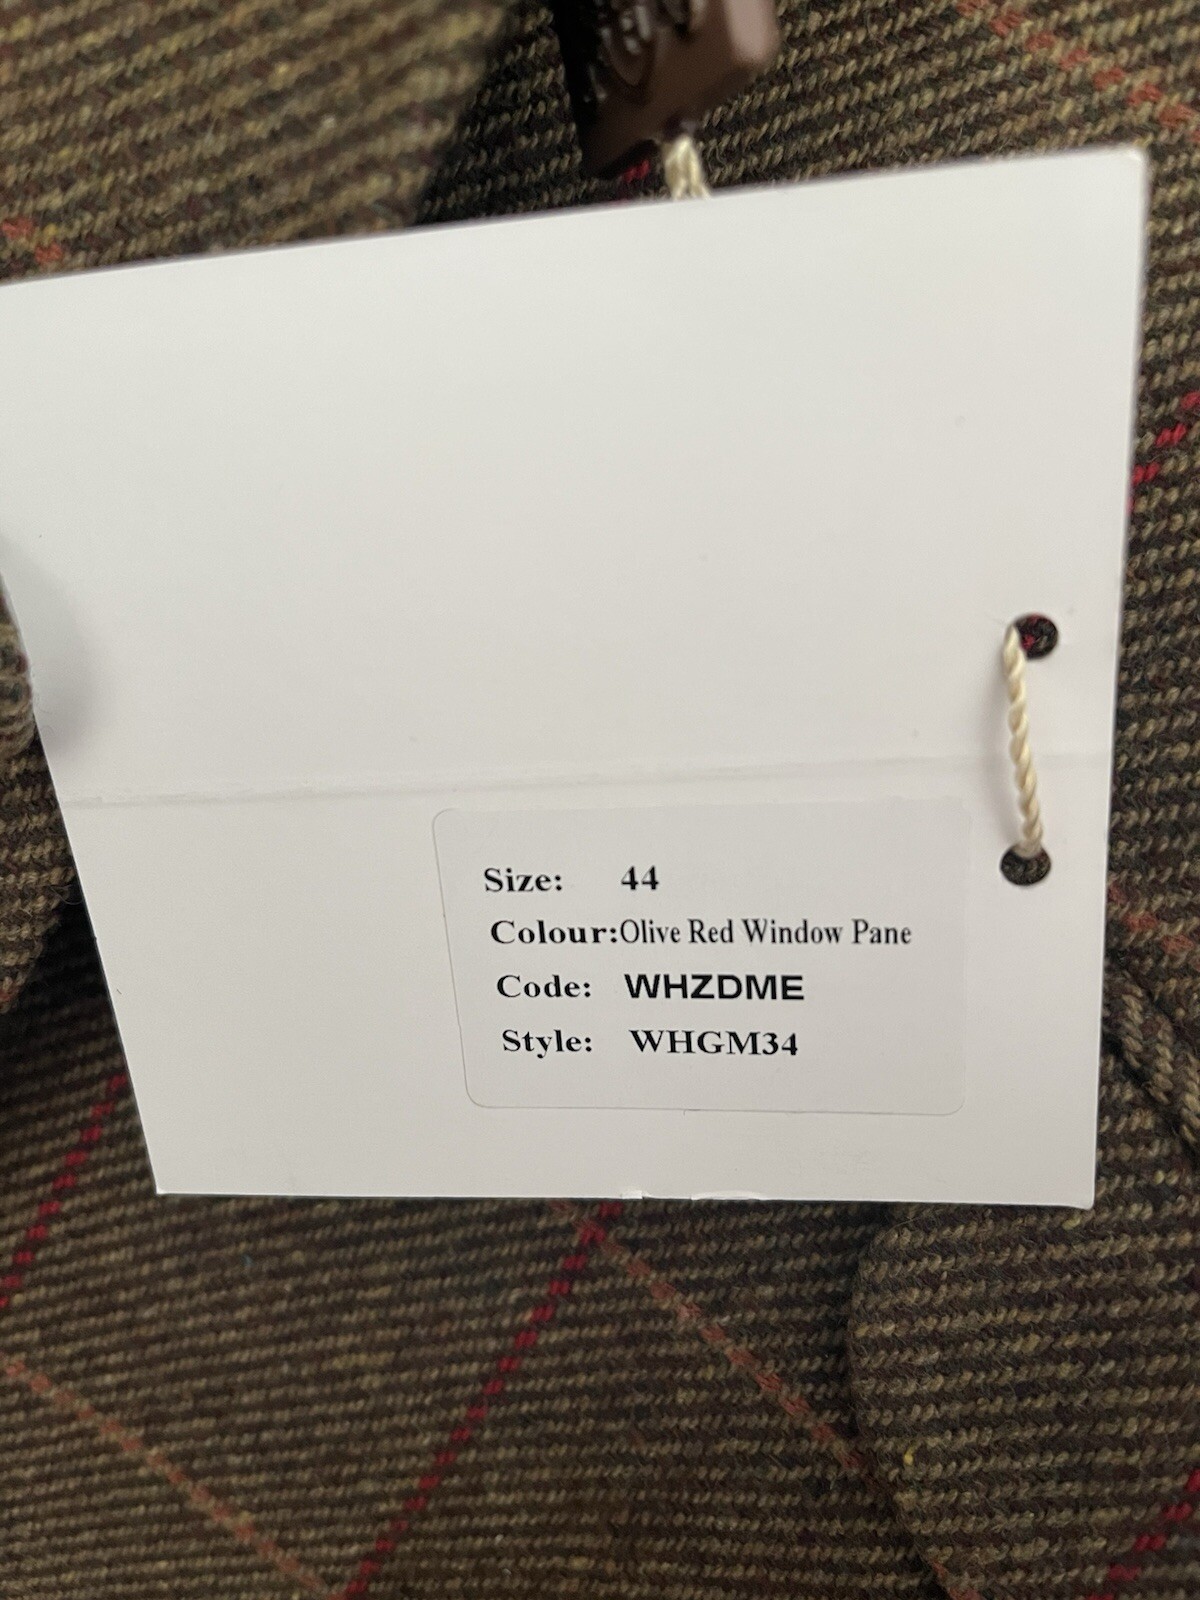 Size: 44
Colour:Olive Red Window Pane
Code: WHZDME
Style: WHGM34